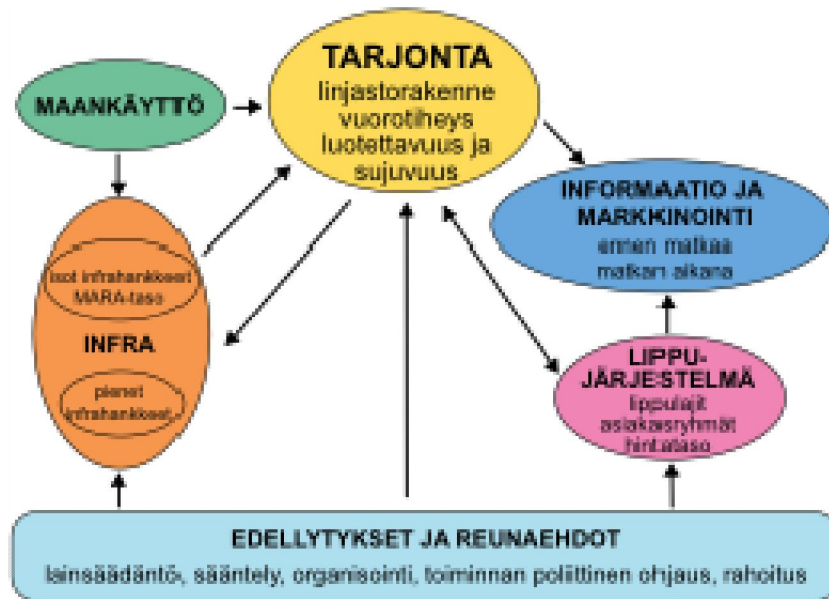 TARJONTA
linjastorakenne
vuorotiheys
luotettavuus ja
sujuvuus
MAANKÄYTTÖ
INFORMAATIO JA
MARKKINOINTI
ennen matkaa
matkan aikana
isot infrahankkeet
MARA-taso
INFRA
pienet
infrahankkeet
LIPPU-
JÄRJESTELMÄ
lippulajit
asiakasryhmät
hintataso
EDELLYTYKSET JA REUNAEHDOT
lainsäädäntö, sääntely, organisointi, toiminnan poliittinen ohjaus, rahoitus